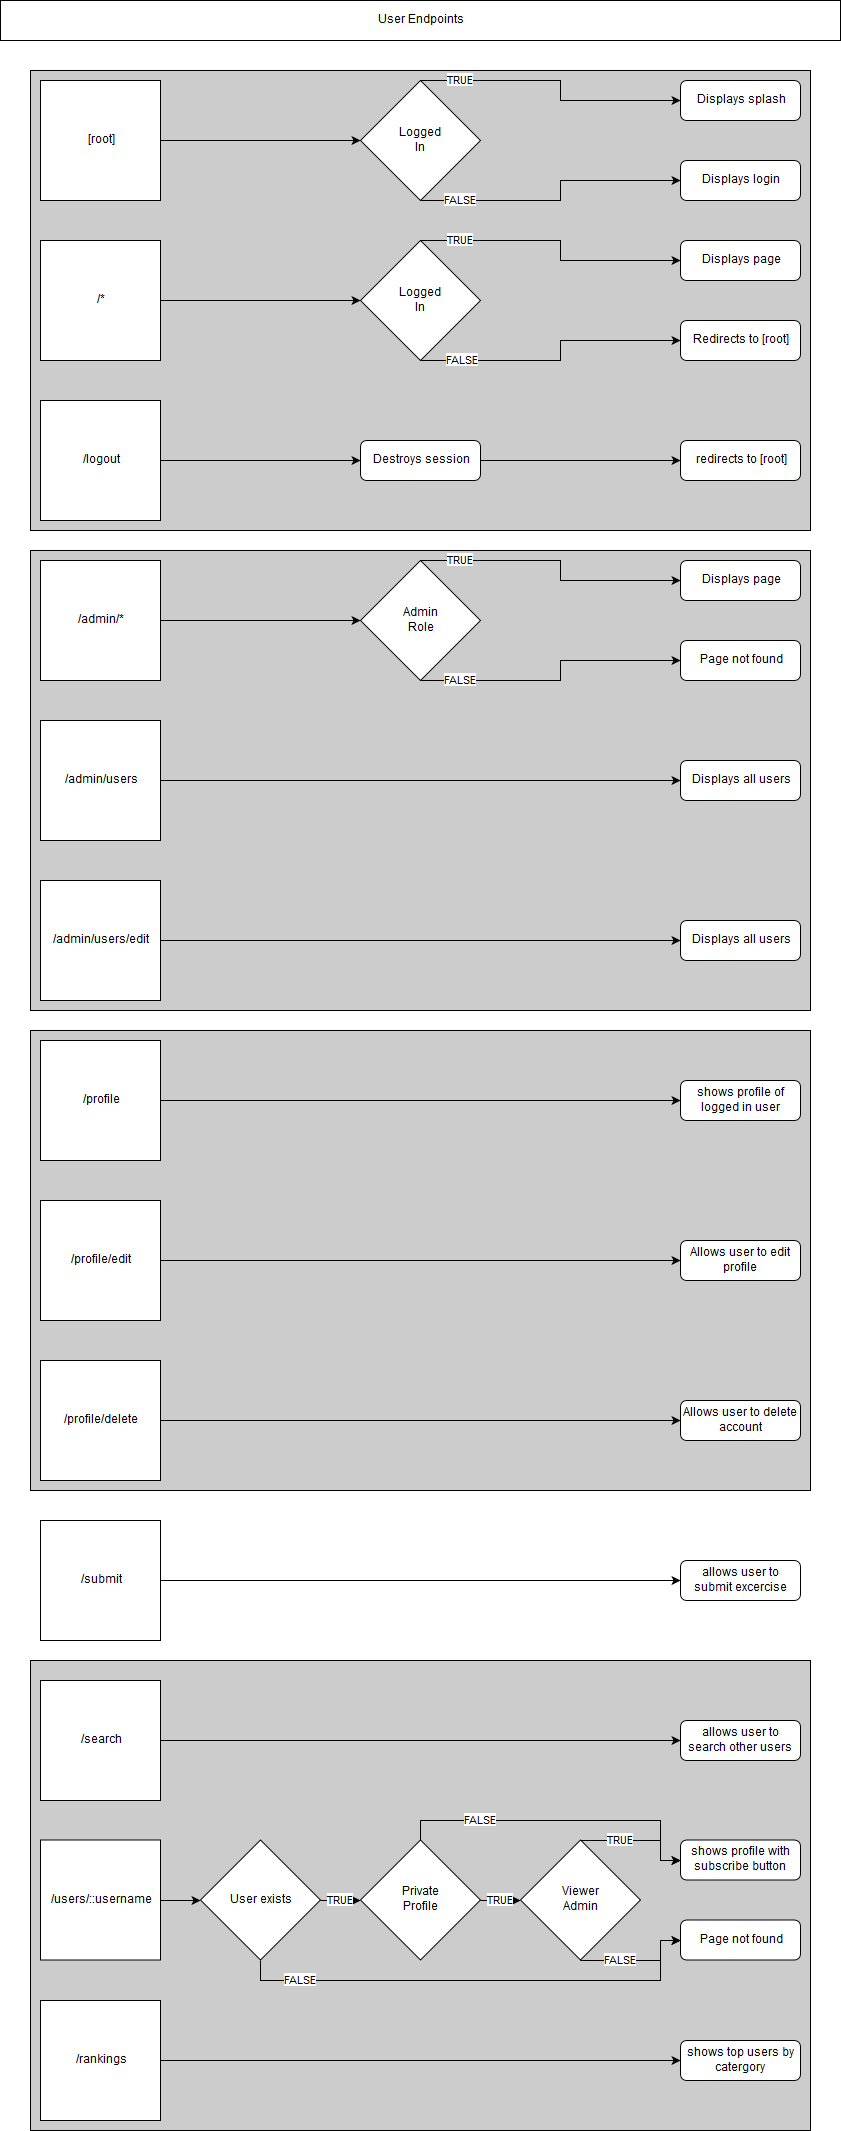 User Endpoints
[root]
Logged
In
TRUE
FALSE
Displays splash
Displays login
/*
Logged
In
TRUE
FALSE
Displays page
Redirects to [root]
/logout
Destroys session
redirects to [root]
/admin/*
Admin
Role
TRUE
FALSE
Displays page
Page not found
/admin/users
Displays all users
/admin/users/edit
Displays all users
/profile
shows profile of
logged in user
/profile/edit
Allows user to edit
profile
/profile/delete
Allows user to delete
account
/submit
allows user to
submit excercise
/search
allows user to
search other users
/users/::username
User exists
TRUE
FALSE
Private
Profile
TRUE
FALSE
Viewer
Admin
TRUE
FALSE
shows profile with
subscribe button
Page not found
/rankings
shows top users by
catergory